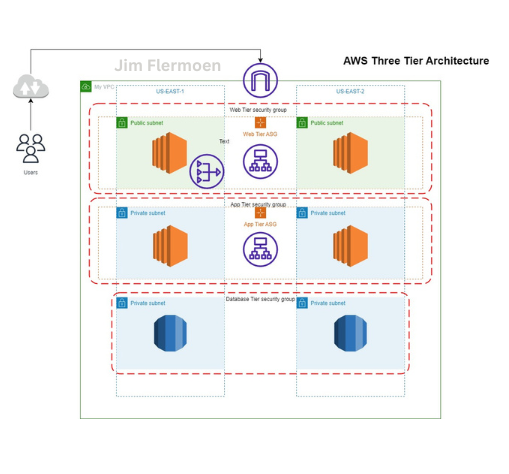 Jim Flermoen
AWS Three Tier Architecture
My VPC
US-EAST-1
US-EAST-2
Web Tier security group
Public subnet
Web Tier ASG
Public subnet
Text
Users
App Tier security group
Private subnet
App Tier ASG
Private subnet
Database Tier security group
Private subnet
Private subnet